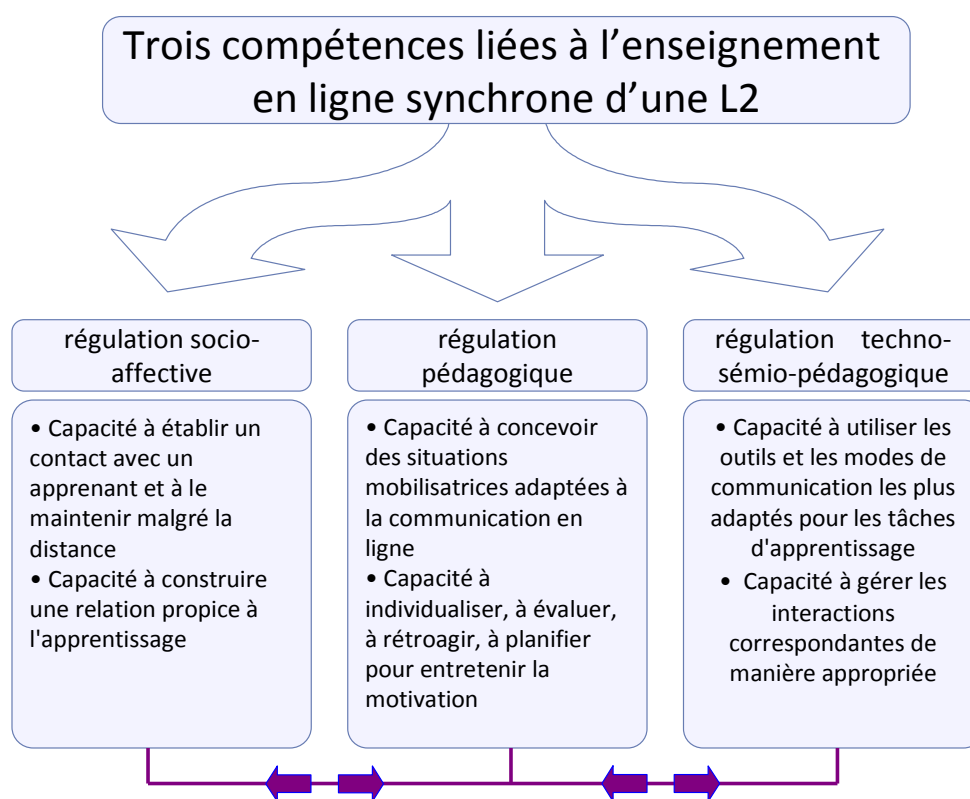 Trois compétences liées à l’enseignement
en ligne synchrone d’une L2
régulation socio-
affective
• Capacité à établir un
contact avec un
apprenant et à le
maintenir malgré la
distance
• Capacité à construire
une relation propice à
l'apprentissage
régulation
pédagogique
• Capacité à concevoir
des situations
mobilisatrices adaptées à
la communication en
ligne
• Capacité à
individualiser, à évaluer,
à rétroagir, à planifier
pour entretenir la
motivation
régulation techno-
sémio-pédagogique
• Capacité à utiliser les
outils et les modes de
communication les plus
adaptés pour les tâches
d'apprentissage
• Capacité à gérer les
interactions
correspondantes de
manière appropriée